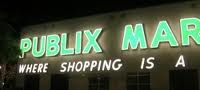 PUBLIX MAR
WHERE SHOPPING IS A